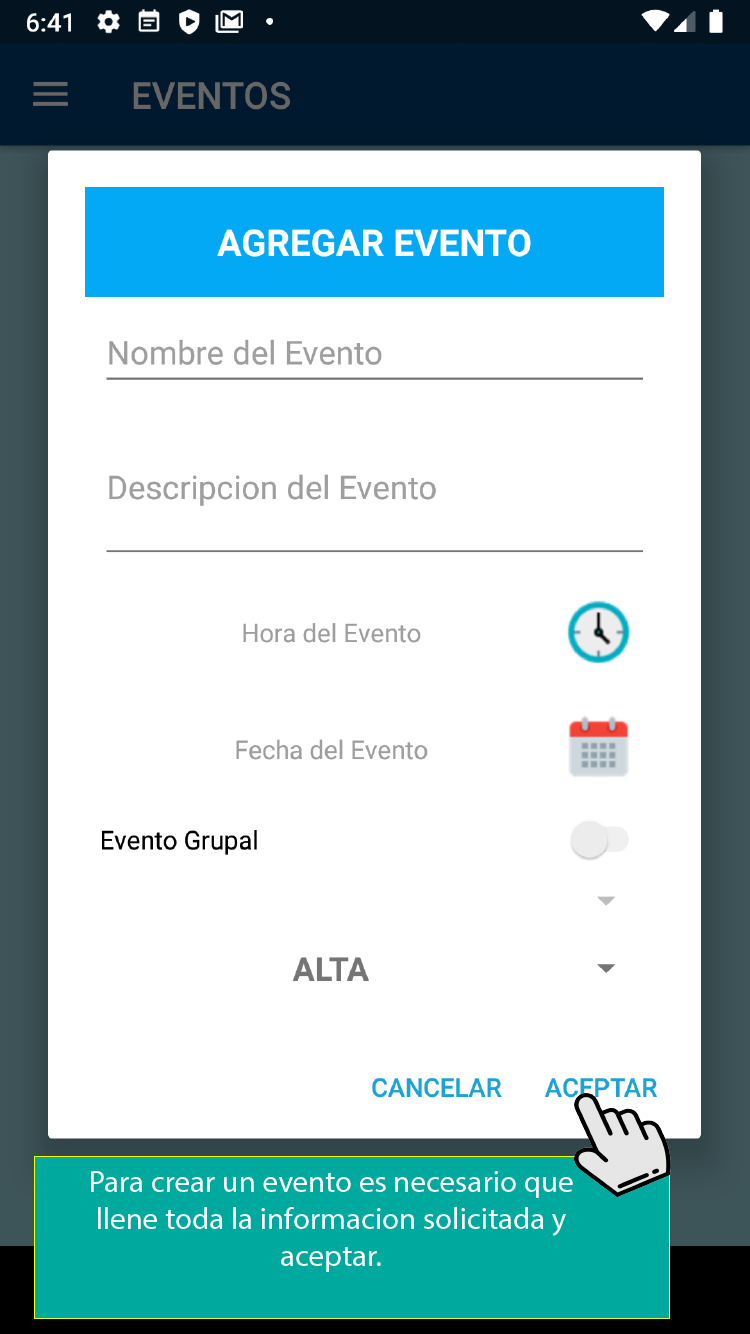 6:41
EVENTOS
AGREGAR EVENTO
Nombre del Evento
Descripcion del Evento
Hora del Evento
Fecha del Evento
Evento Grupal
ALTA
CANCELAR
ACEPTAR
Para crear un evento es necesario que
llene toda la informacion solicitada y
aceptar.